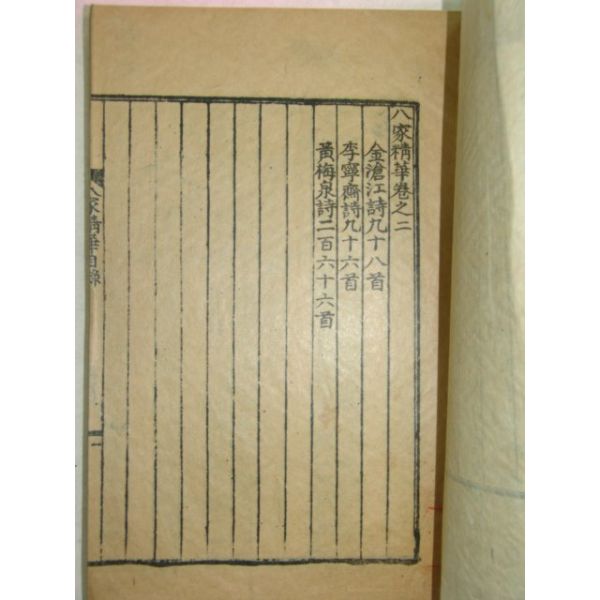 八家精華卷之二
金滄江詩九十八首
李寧齋詩九十六首
黃梅泉詩二百六十六首
八家精華目錄
一